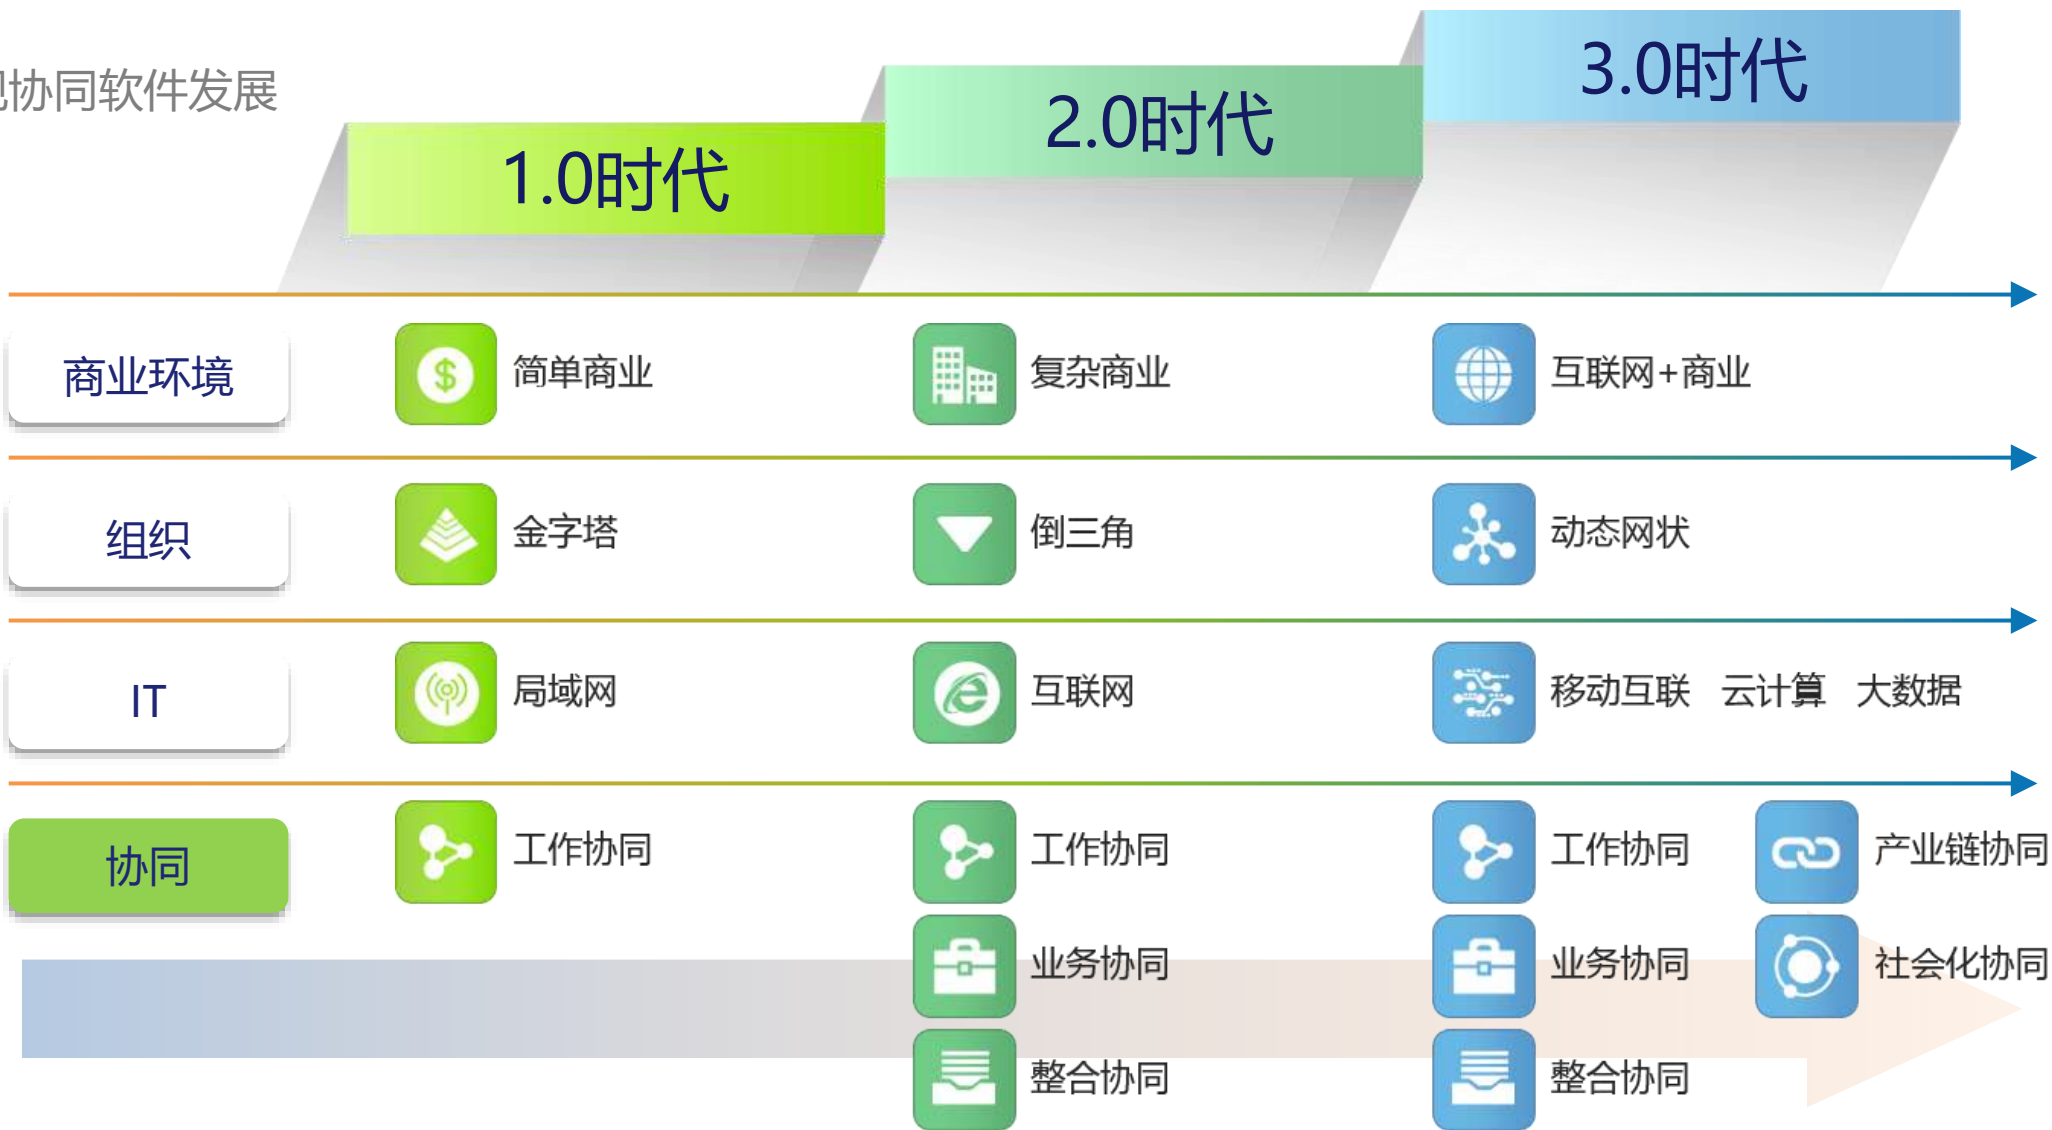 协同软件发展
1.0时代
2.0时代
3.0时代
商业环境
简单商业
复杂商业
互联网+商业
组织
金字塔
倒三角
动态网状
IT
局域网
互联网
移动互联 云计算 大数据
协同
工作协同
工作协同
工作协同
产业链协同
业务协同
业务协同
社会化协同
整合协同
整合协同